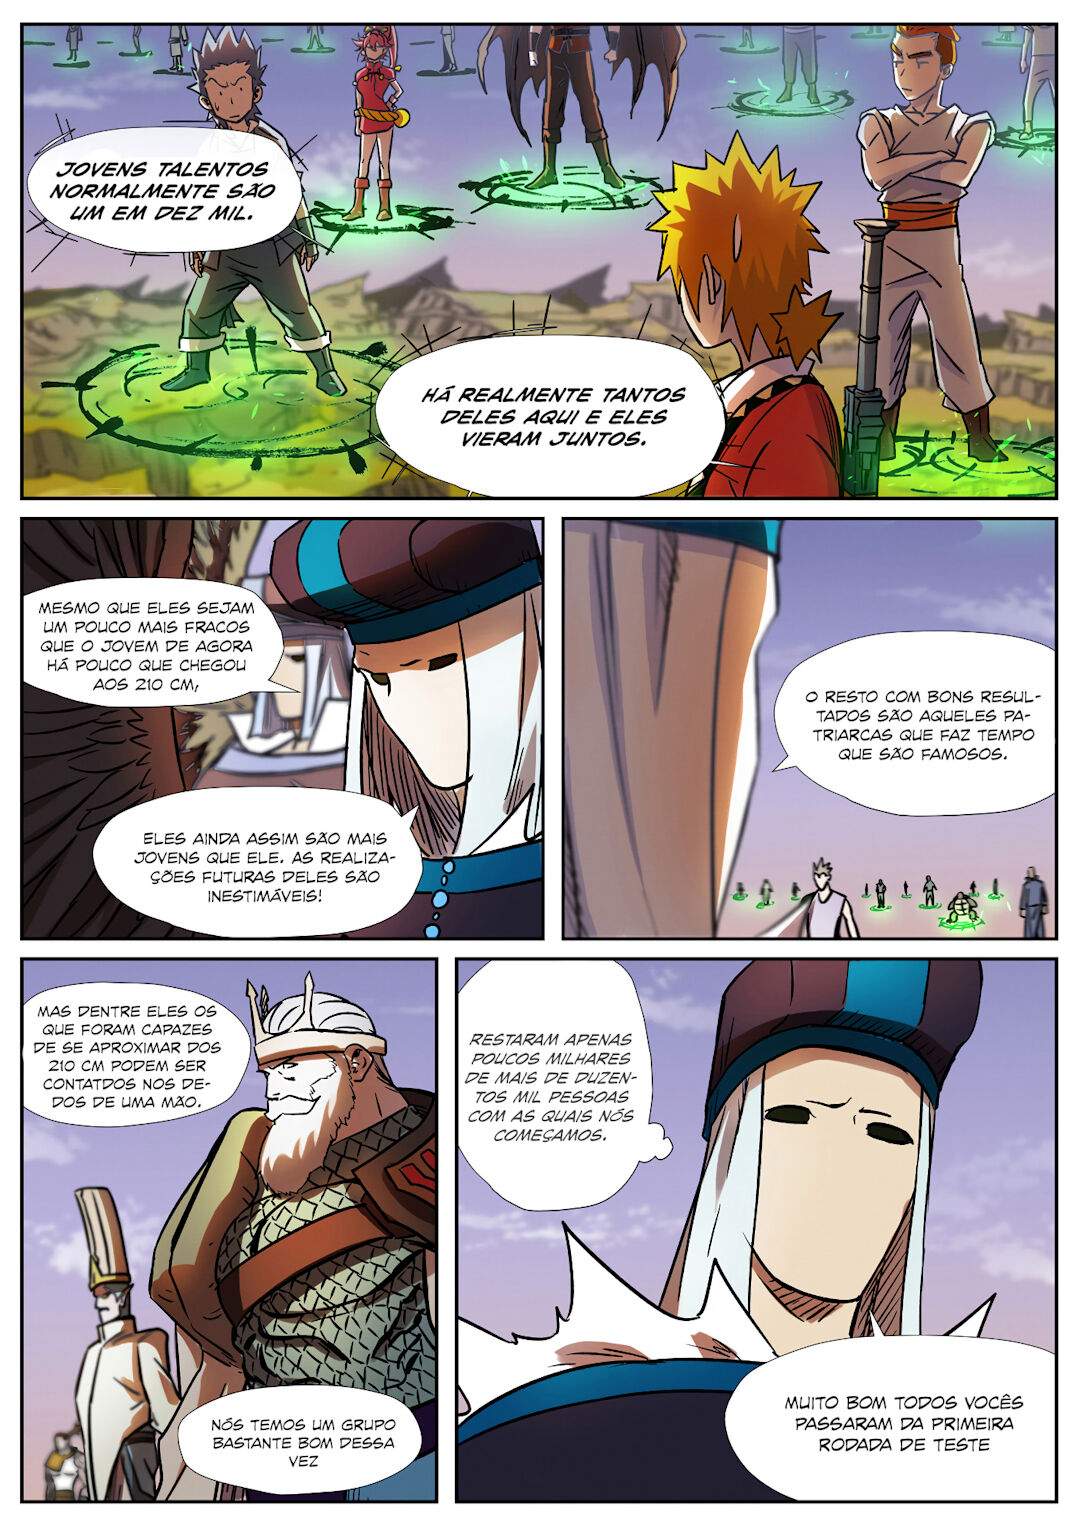 JOVENS TALENTOS
NORMALMENTE SÃO
UM EM DEZ MIL.
HÁ REALMENTE TANTOS
DELES AQUI E ELES
VIERAM JUNTOS.
MESMO QUE ELES SEJAM
UM POUCO MAIS FRACOS
QUE O JOVEM DE AGORA
HÁ POUCO QUE CHEGOU
AOS 210 CM,
ELES AINDA ASSIM SÃO MAIS
JOVENS QUE ELE. AS REALIZA-
ÇÕES FUTURAS DELES SÃO
INESTIMÁVEIS!
O RESTO COM BONS RESUL-
TADOS SÃO AQUELES PA-
TRIARCAS QUE FAZ TEMPO
QUE SÃO FAMOSOS.
MAS DENTRE ELES OS
QUE FORAM CAPAZES
DE SE APROXIMAR DOS
210 CM PODEM SER
CONTATDOS NOS DE-
DOS DE UMA MÃO.
NÓS TEMOS UM GRUPO
BASTANTE BOM DESSA
VEZ
RESTARAM APENAS
POUCOS MILHARES
DE MAIS DE DUZEN-
TOS MIL PESSOAS
COM AS QUAIS NÓS
COMEÇAMOS.
MUITO BOM TODOS VOCÊS
PASSARAM DA PRIMEIRA
RODADA DE TESTE